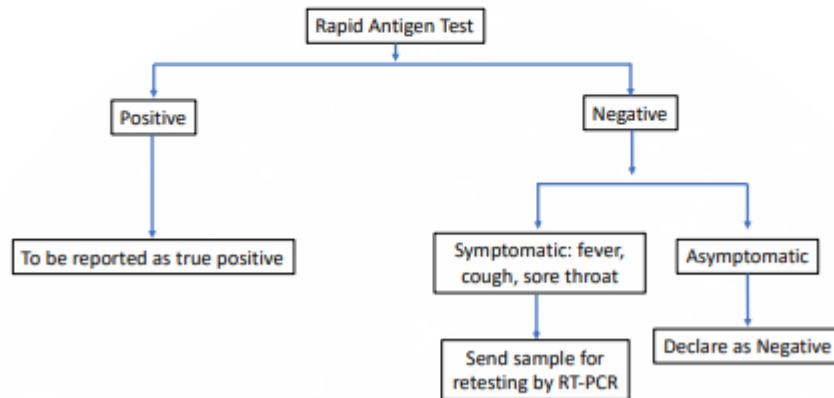 Rapid Antigen Test
Positive
Negative
To be reported as true positive
Symptomatic: fever,
cough, sore throat
Asymptomatic
Send sample for
retesting by RT-PCR
Declare as Negative